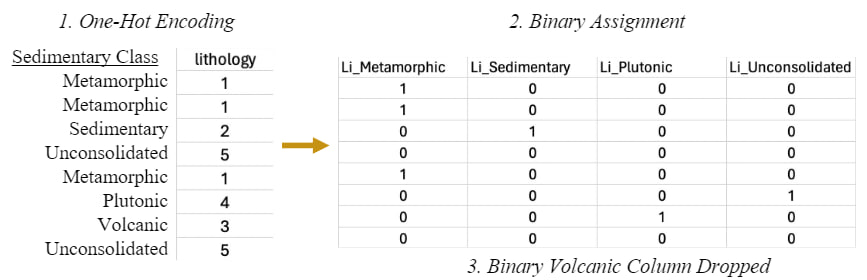 1. One-Hot Encoding
2. Binary Assignment
Sedimentary Class lithology
Metamorphic 1
Metamorphic 1
Sedimentary 2
Unconsolidated 5
Metamorphic 1
Plutonic 4
Volcanic 3
Unconsolidated 5
Li_Metamorphic Li_Sedimentary Li_Plutonic Li_Unconsolidated
1 0 0 0
1 0 0 0
0 1 0 0
0 0 0 0
1 0 0 0
0 0 0 1
0 0 1 0
0 0 0 0
3. Binary Volcanic Column Dropped